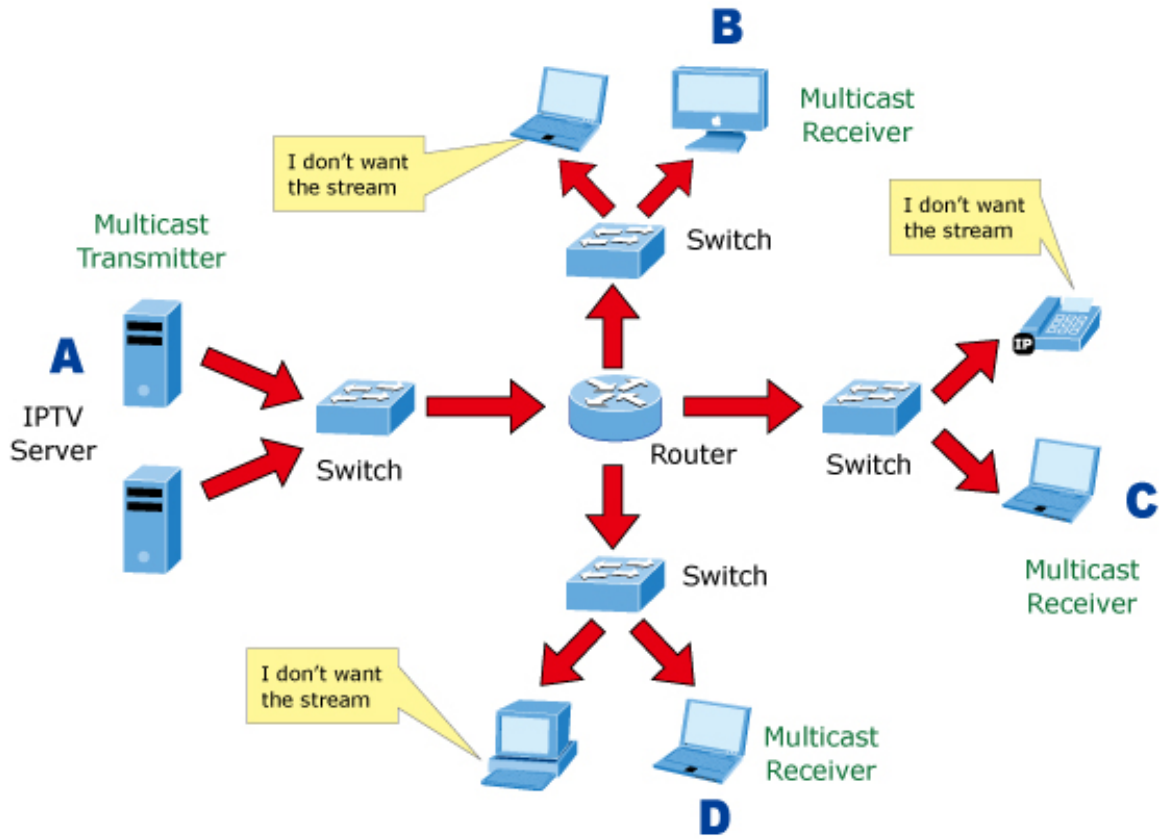 B
Multicast
Receiver
I don't want
the stream
Switch
I don't want
the stream
Multicast
Transmitter
A
IPTV
Server
Switch
Router
Switch
IP
C
Multicast
Receiver
Switch
I don't want
the stream
Multicast
Receiver
D